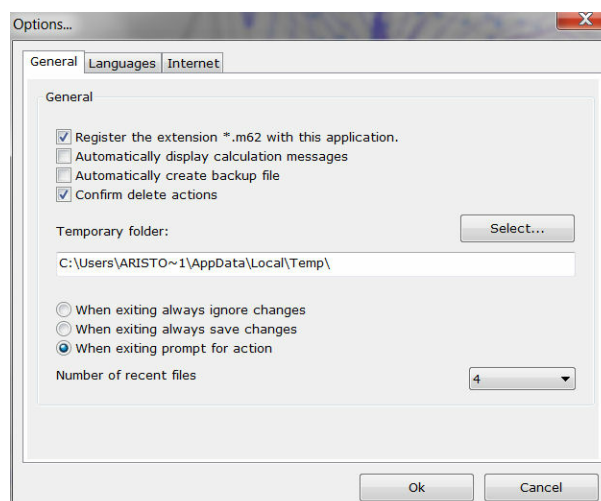 Options...
General Languages Internet
General
Register the extension *.m62 with this application.
Automatically display calculation messages
Automatically create backup file
Confirm delete actions
Temporary folder:
Select...
C:\Users\ARISTO~1\AppData\Local\Temp\
When exiting always ignore changes
When exiting always save changes
When exiting prompt for action
Number of recent files
4
Ok Cancel